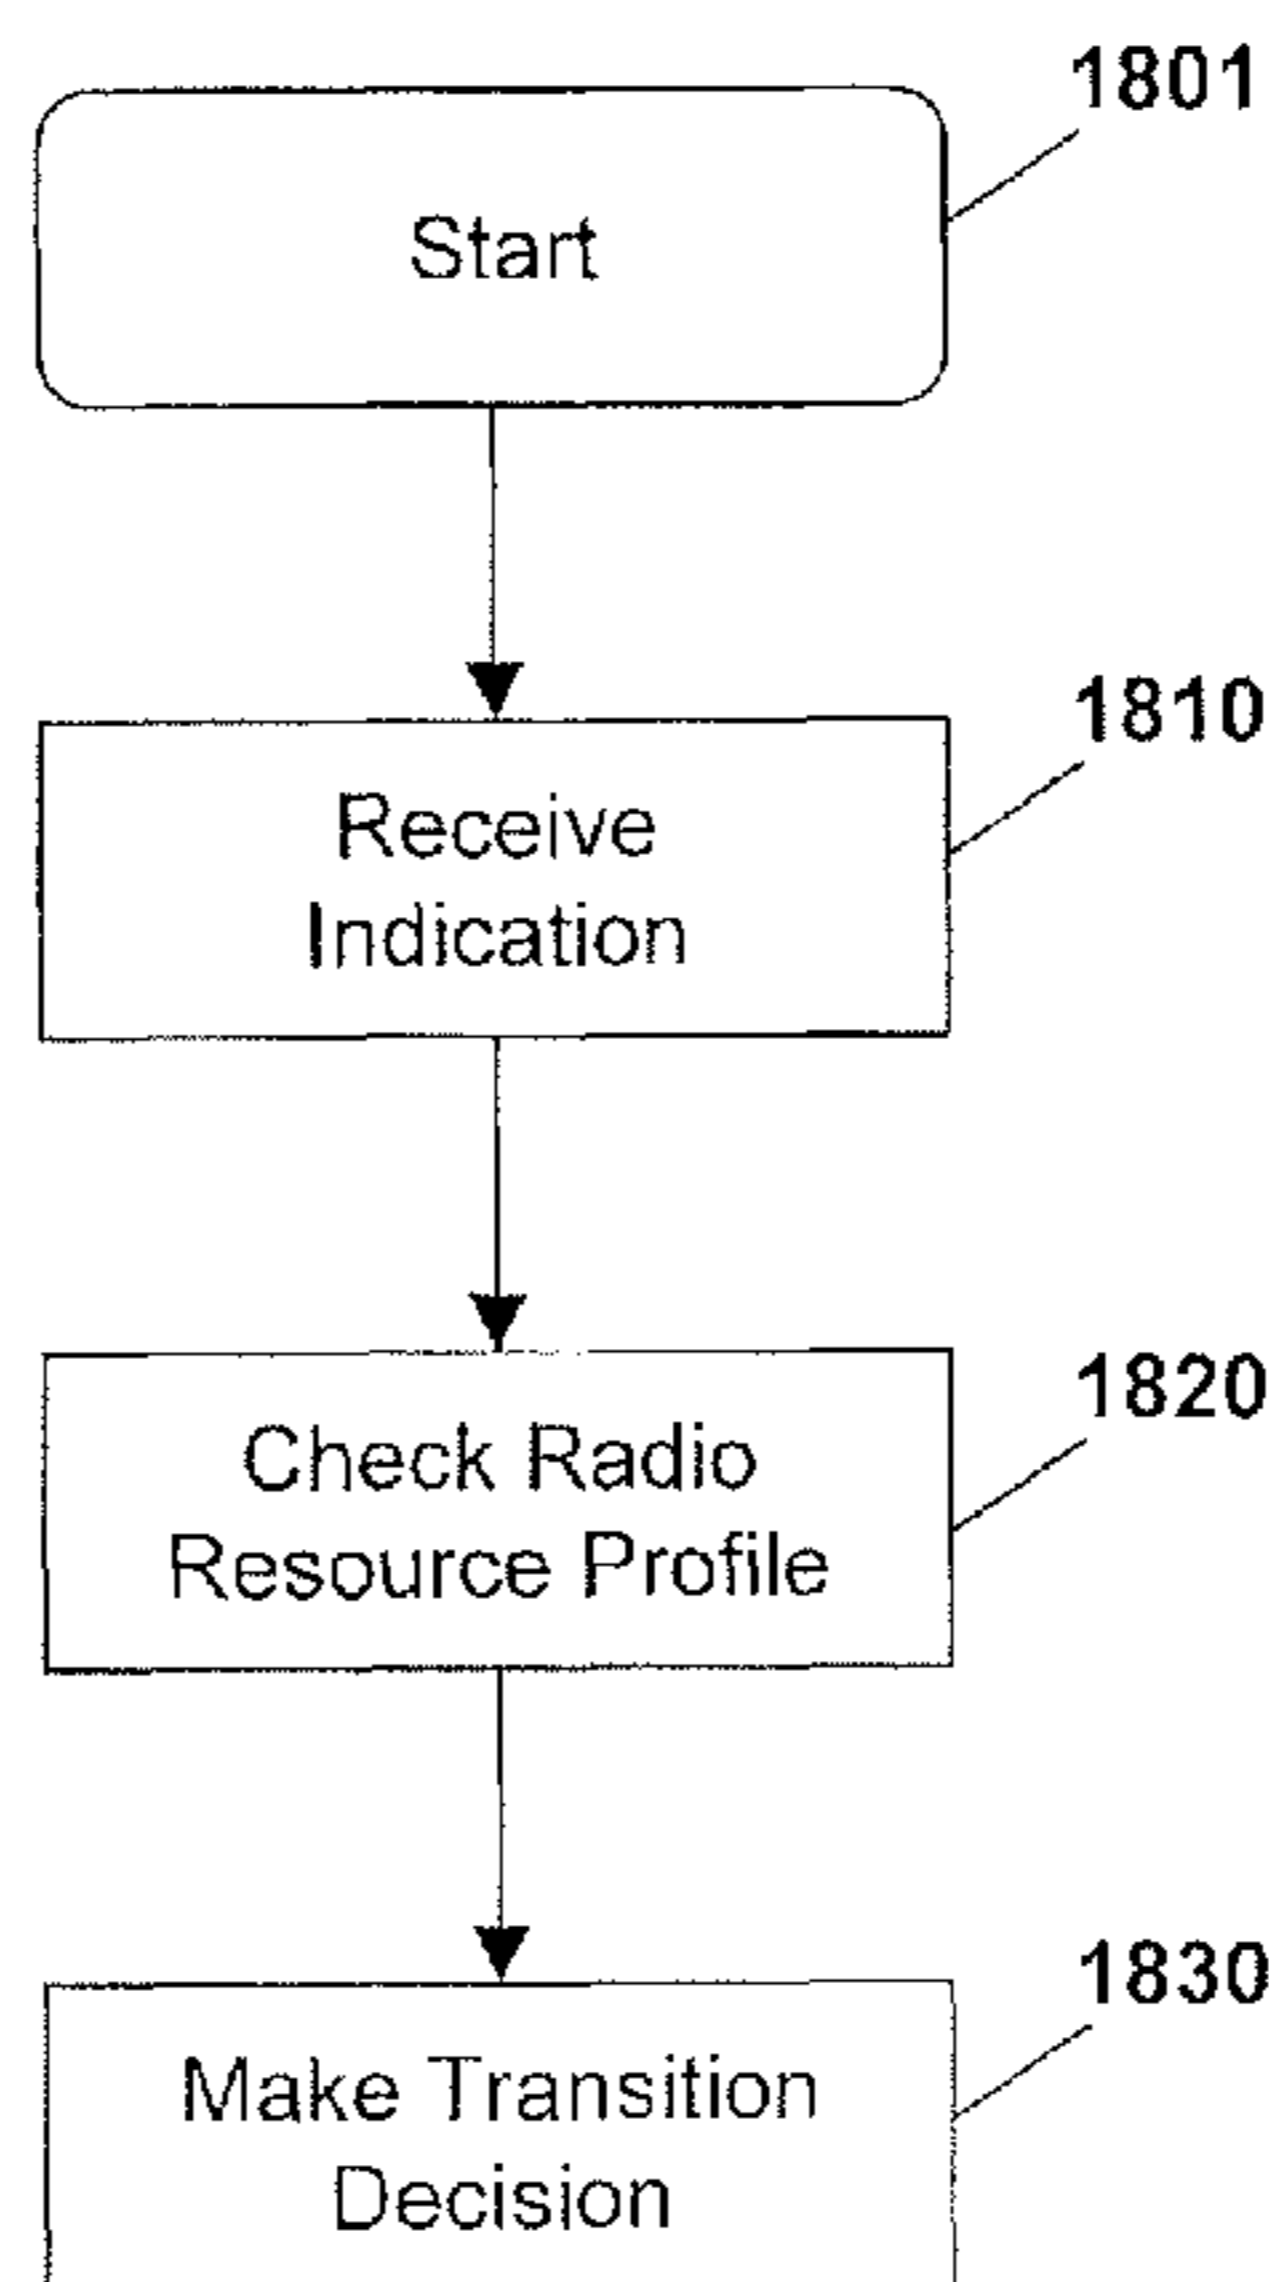 1801
Start
1810
Receive
Indication
1820
Check Radio
Resource Profile
1830
Make Transition
Decision